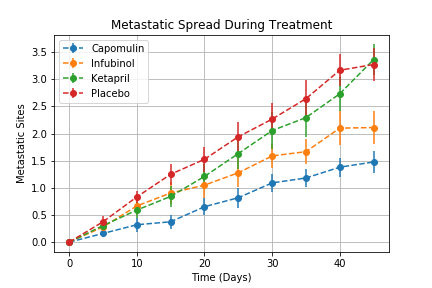 Metastatic Spread During Treatment
Capomulin
Infubinol
Ketapril
Placebo
Metastatic Sites
3.5
3.0
2.5
2.0
1.5
1.0
0.5
0.0
0 10 20 30 40
Time (Days)